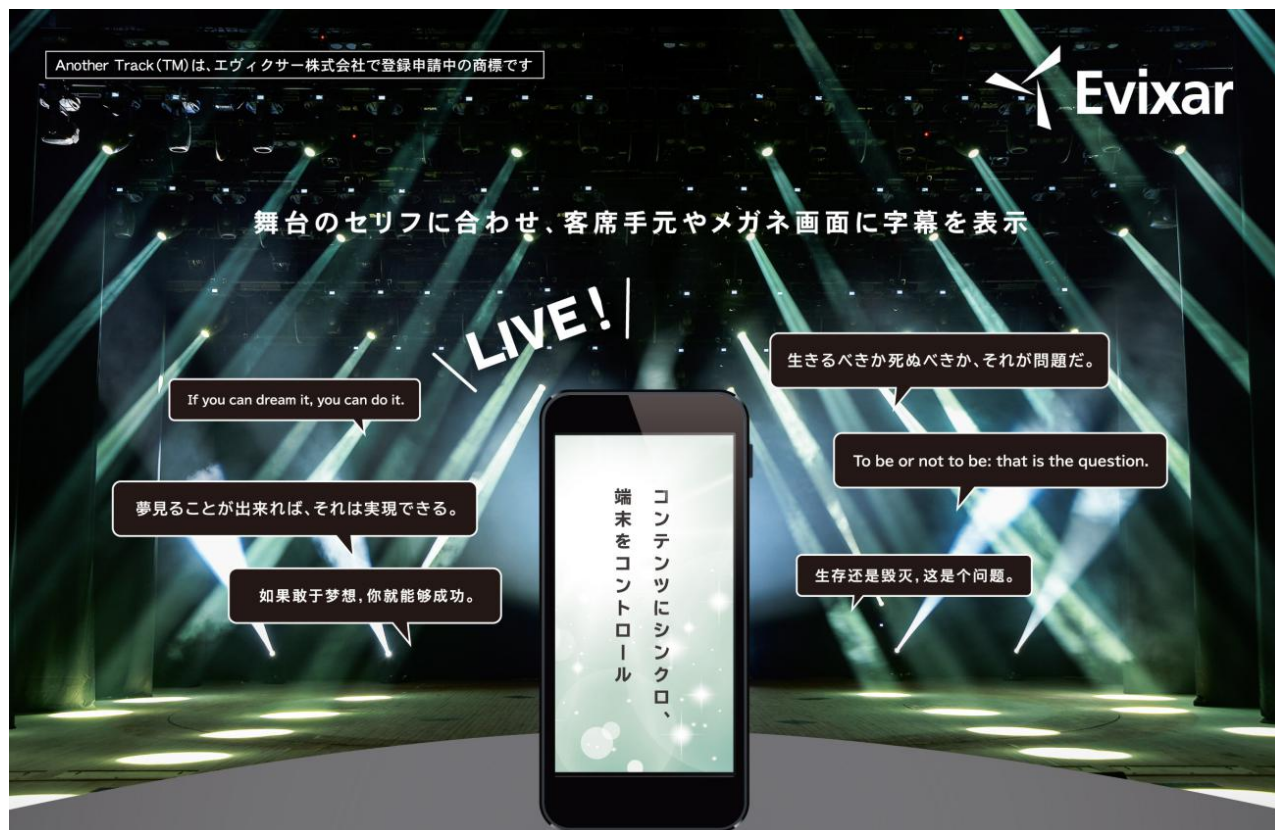 Another Track(TM)は、エヴィクサー株式会社で登録申請中の商標です
Evixar
舞台のセリフに合わせ、客席手元やメガネ画面に字幕を表示
LIVE!
If you can dream it, you can do it.
夢見ることが出来れば、それは実現できる。
如果敢于梦想，你就能够成功。
生きるべきか死ぬべきか、それが問題だ。
To be or not to be: that is the question.
生存还是毁灭，这是个问题。
コンテンツにシンクロ、
端末をコントロール